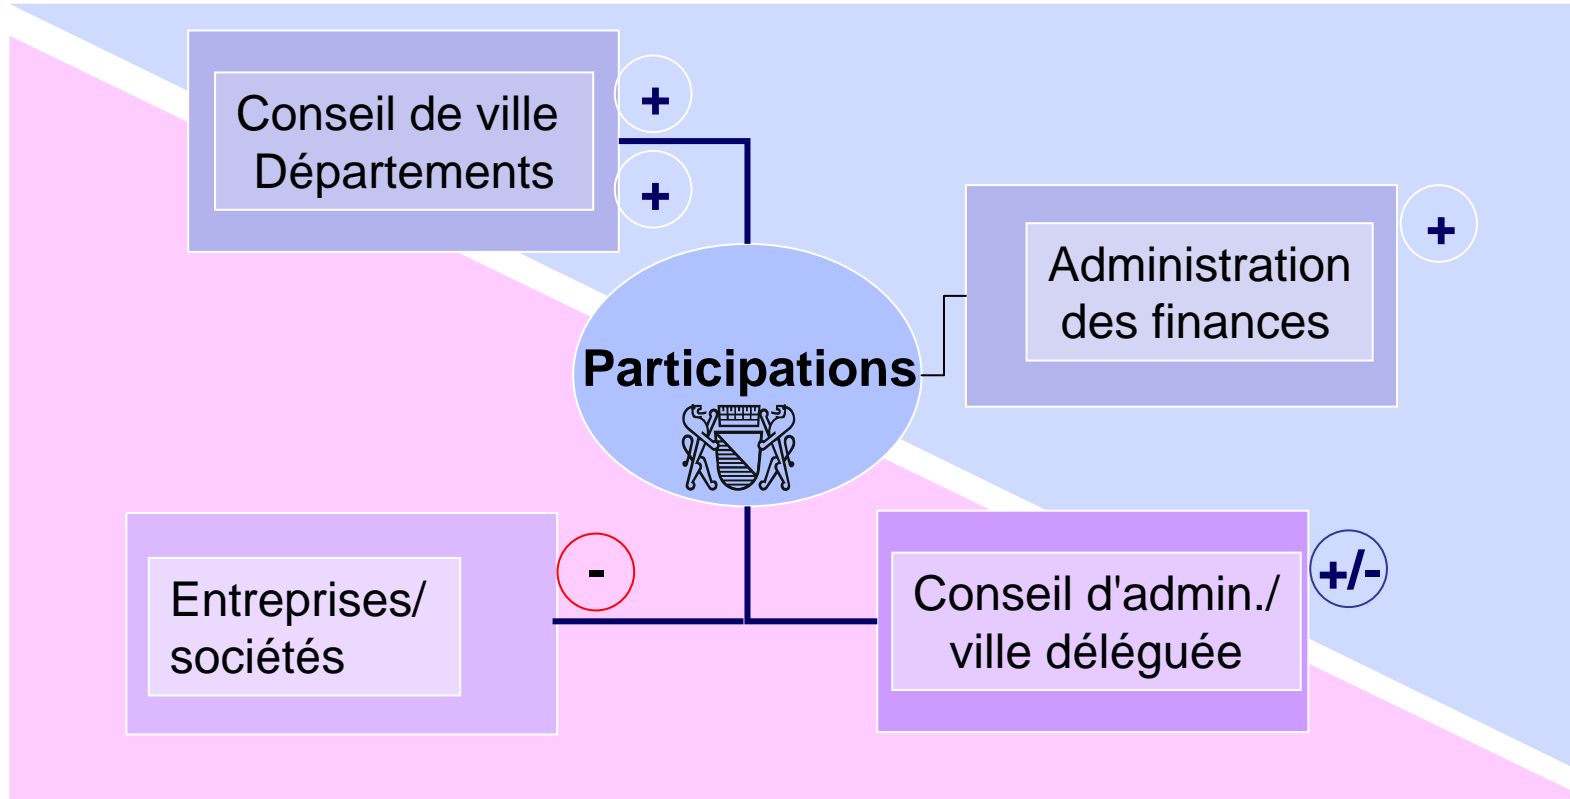 Conseil de ville
Départements
+
+
Administration
des finances
+
Participations
Entreprises/
sociétés
-
Conseil d'admin./
ville déléguée
+/-